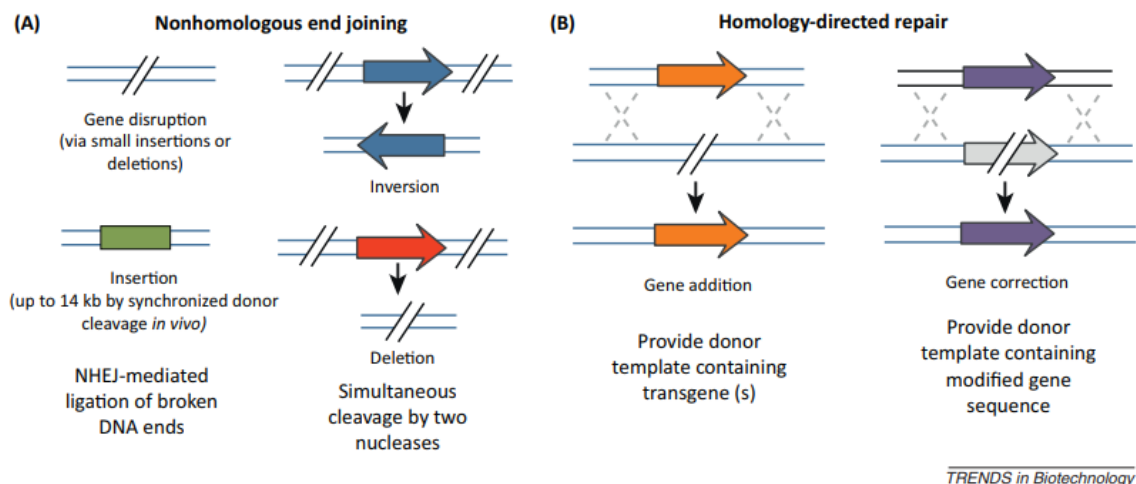 (A) Nonhomologous end joining
Gene disruption
(via small insertions or
deletions)
Inversion
Insertion
(up to 14 kb by synchronized donor
cleavage in vivo)
NHEJ-mediated
ligation of broken
DNA ends
Deletion
Simultaneous
cleavage by two
nucleases
(B) Homology-directed repair
Gene addition
Provide donor
template containing
transgene (s)
Gene correction
Provide donor
template containing
modified gene
sequence
TRENDS in Biotechnology